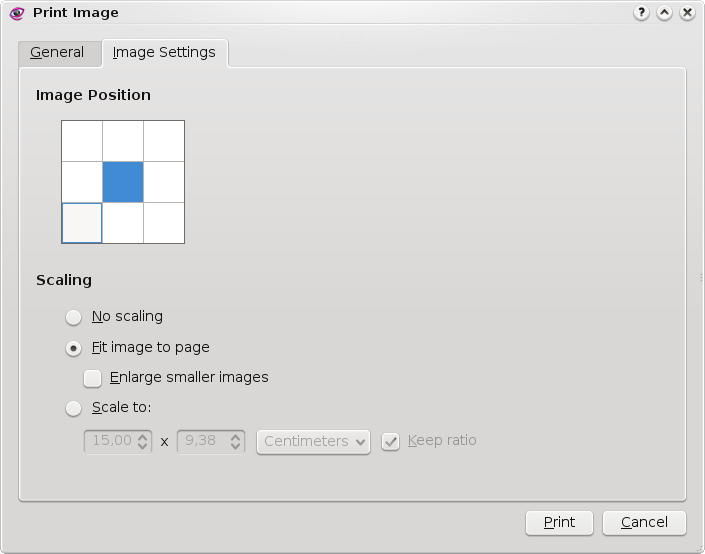 Print Image
General Image Settings
Image Position
Scaling
No scaling
Fit image to page
Enlarge smaller images
Scale to:
15,00 x 9,38 Centimeters Keep ratio
Print Cancel